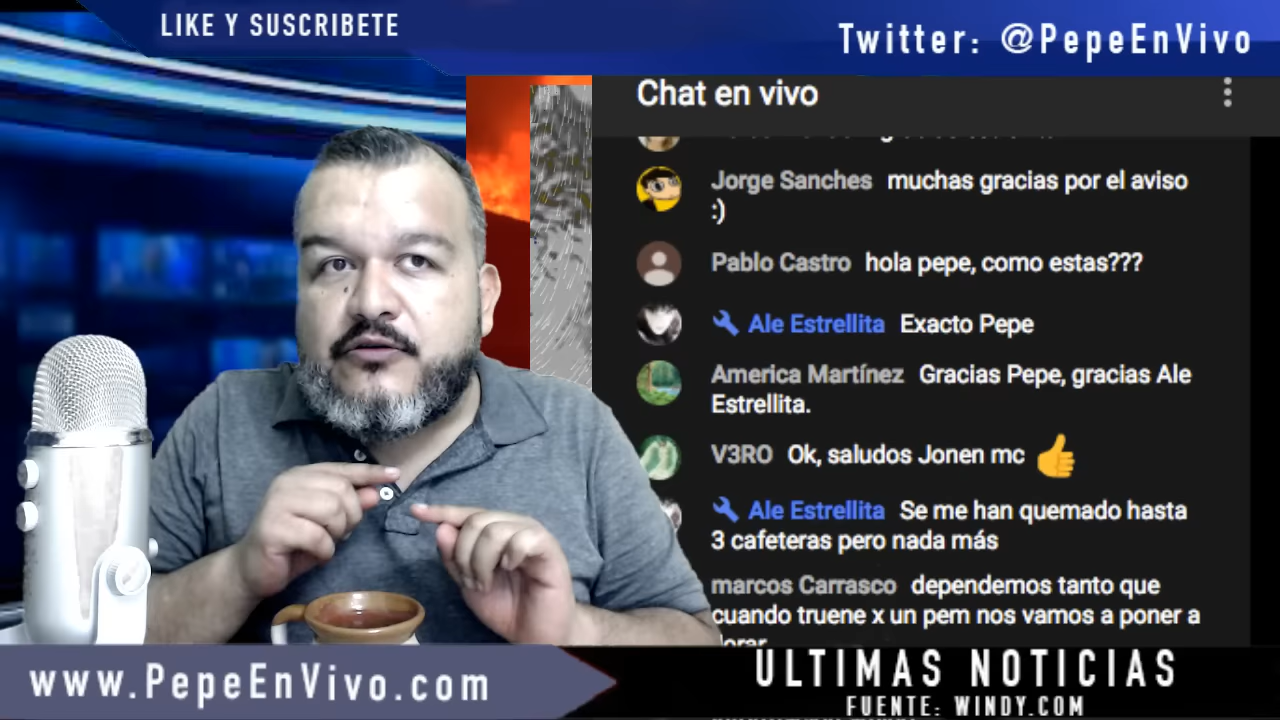 LIKE Y SUSCRIBETE
Twitter: @PepeEnVivo
Chat en vivo
Jorge Sanches muchas gracias por el aviso
:)
Pablo Castro hola pepe, como estas???
Ale Estrellita Exacto Pepe
America Martínez Gracias Pepe, gracias Ale
Estrellita.
V3RO Ok, saludos Jonen mc 👍
Ale Estrellita Se me han quemado hasta
3 cafeteras pero nada más
marcos Carrasco dependemos tanto que
cuando truene x un pem nos vamos a poner a
www.PepeEnVivo.com
ÚLTIMAS NOTICIAS
FUENTE: WINDY.COM